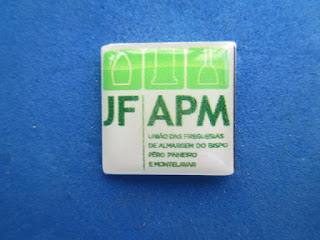 JF APM
UNIÃO DAS FREGUESIAS
DE ALMARGEM DO BISPO
PÊRO PINHEIRO
E MONTELAVAR